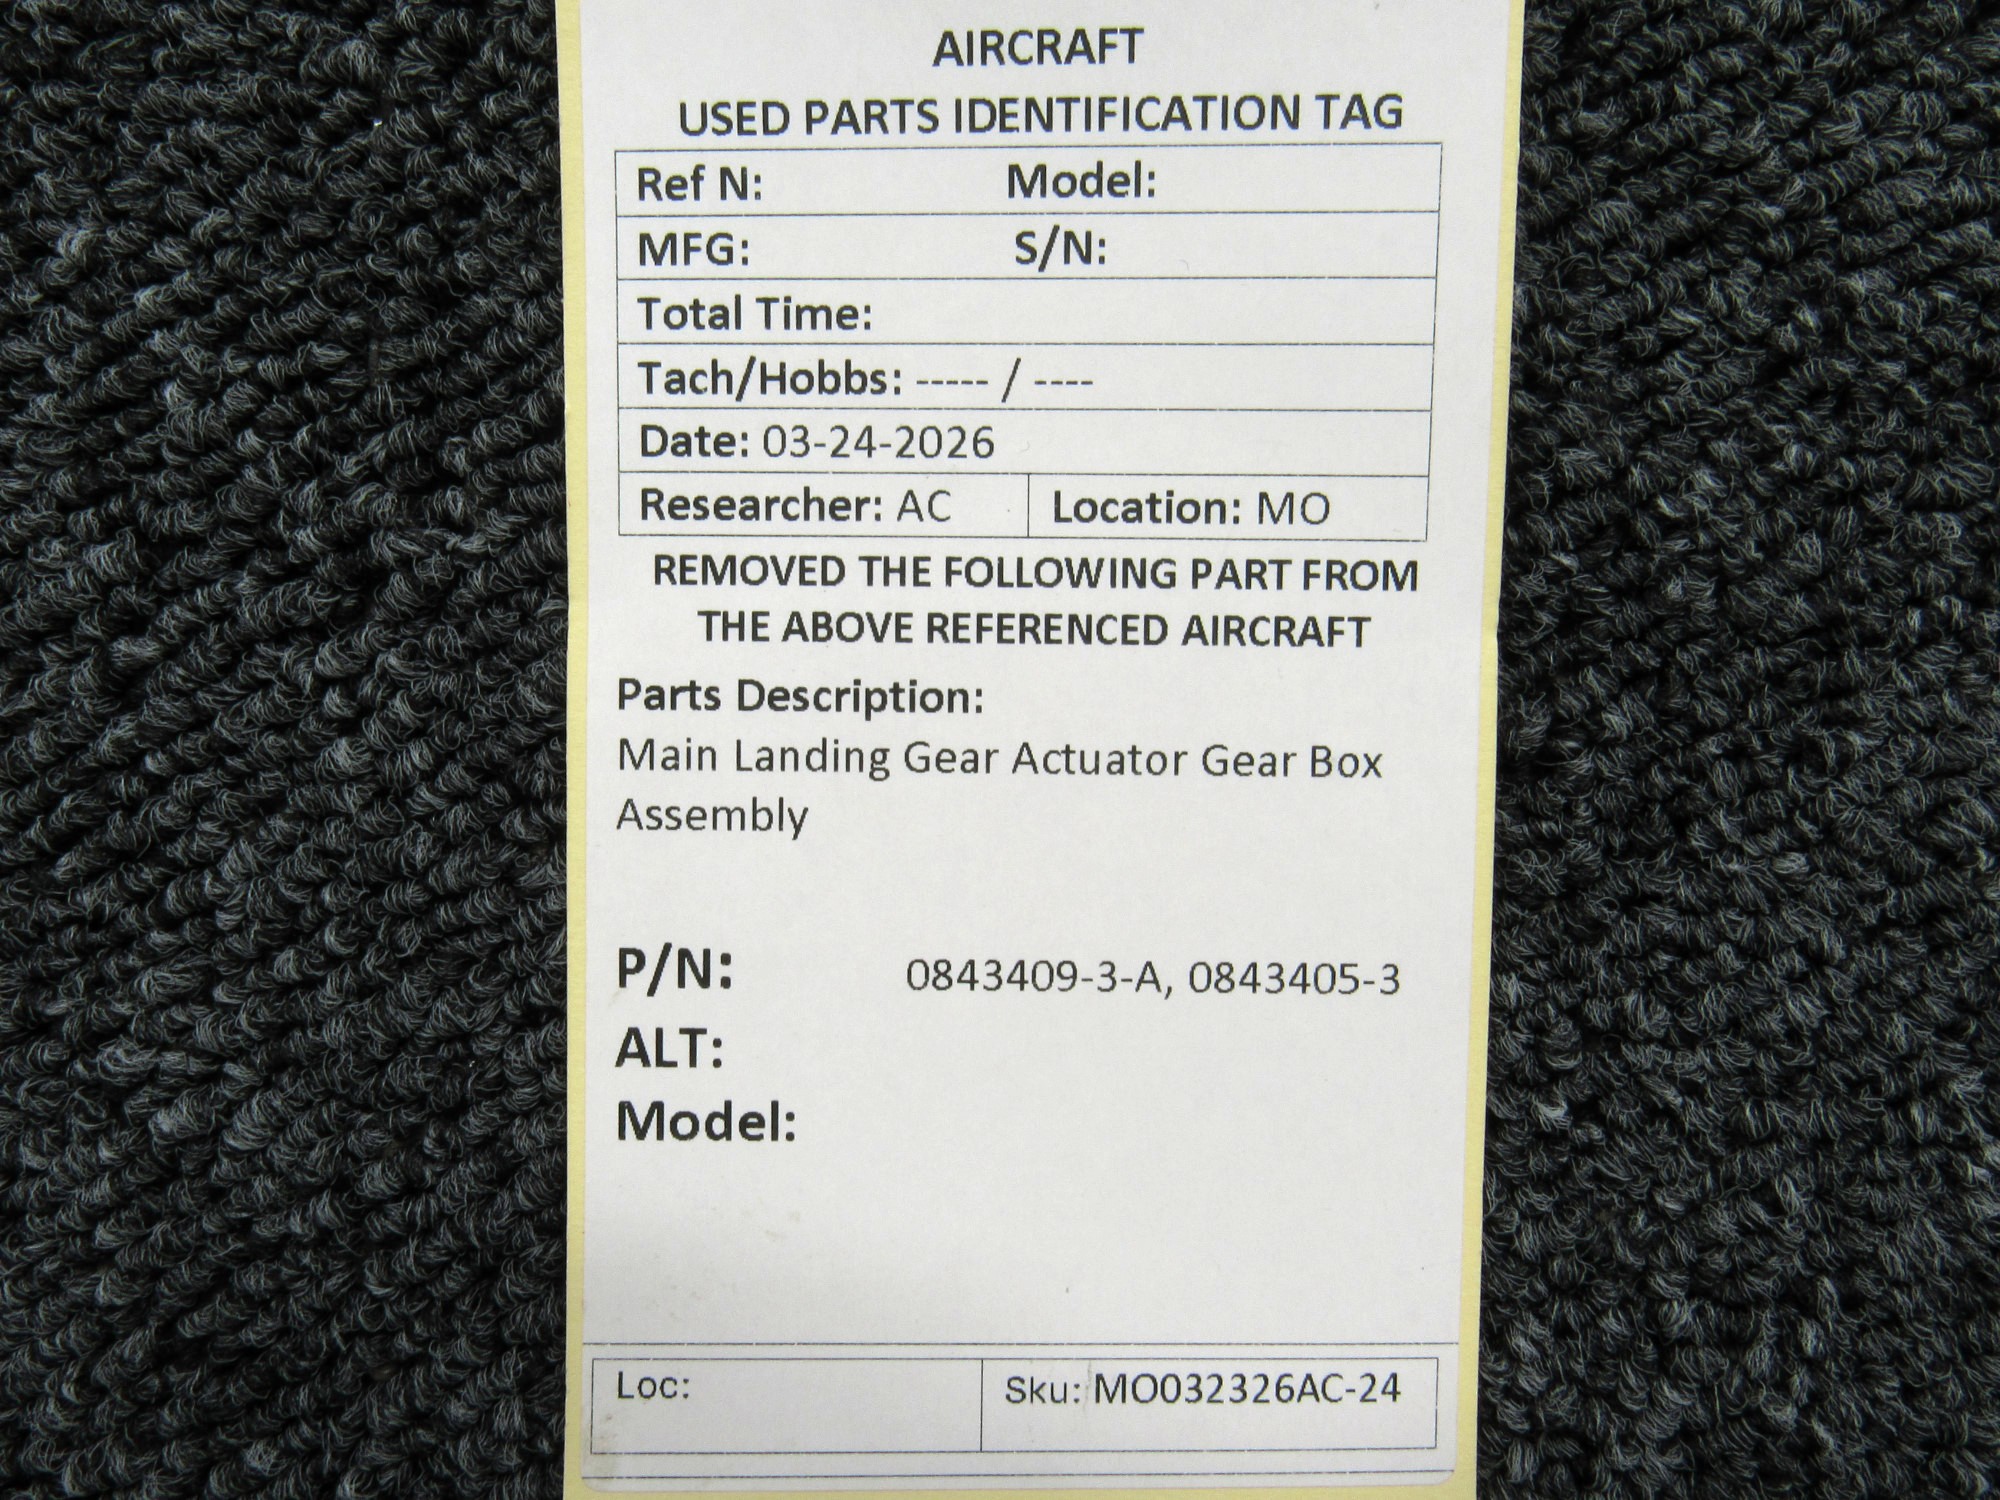 AIRCRAFT
USED PARTS IDENTIFICATION TAG
Ref N: Model:
MFG: S/N:
Total Time:
Tach/Hobbs: ----- / ----
Date: 03-24-2026
Researcher: AC Location: MO
REMOVED THE FOLLOWING PART FROM
THE ABOVE REFERENCED AIRCRAFT
Parts Description:
Main Landing Gear Actuator Gear Box
Assembly
P/N: 0843409-3-A, 0843405-3
ALT:
Model:
Loc: Sku: MO032326AC-24